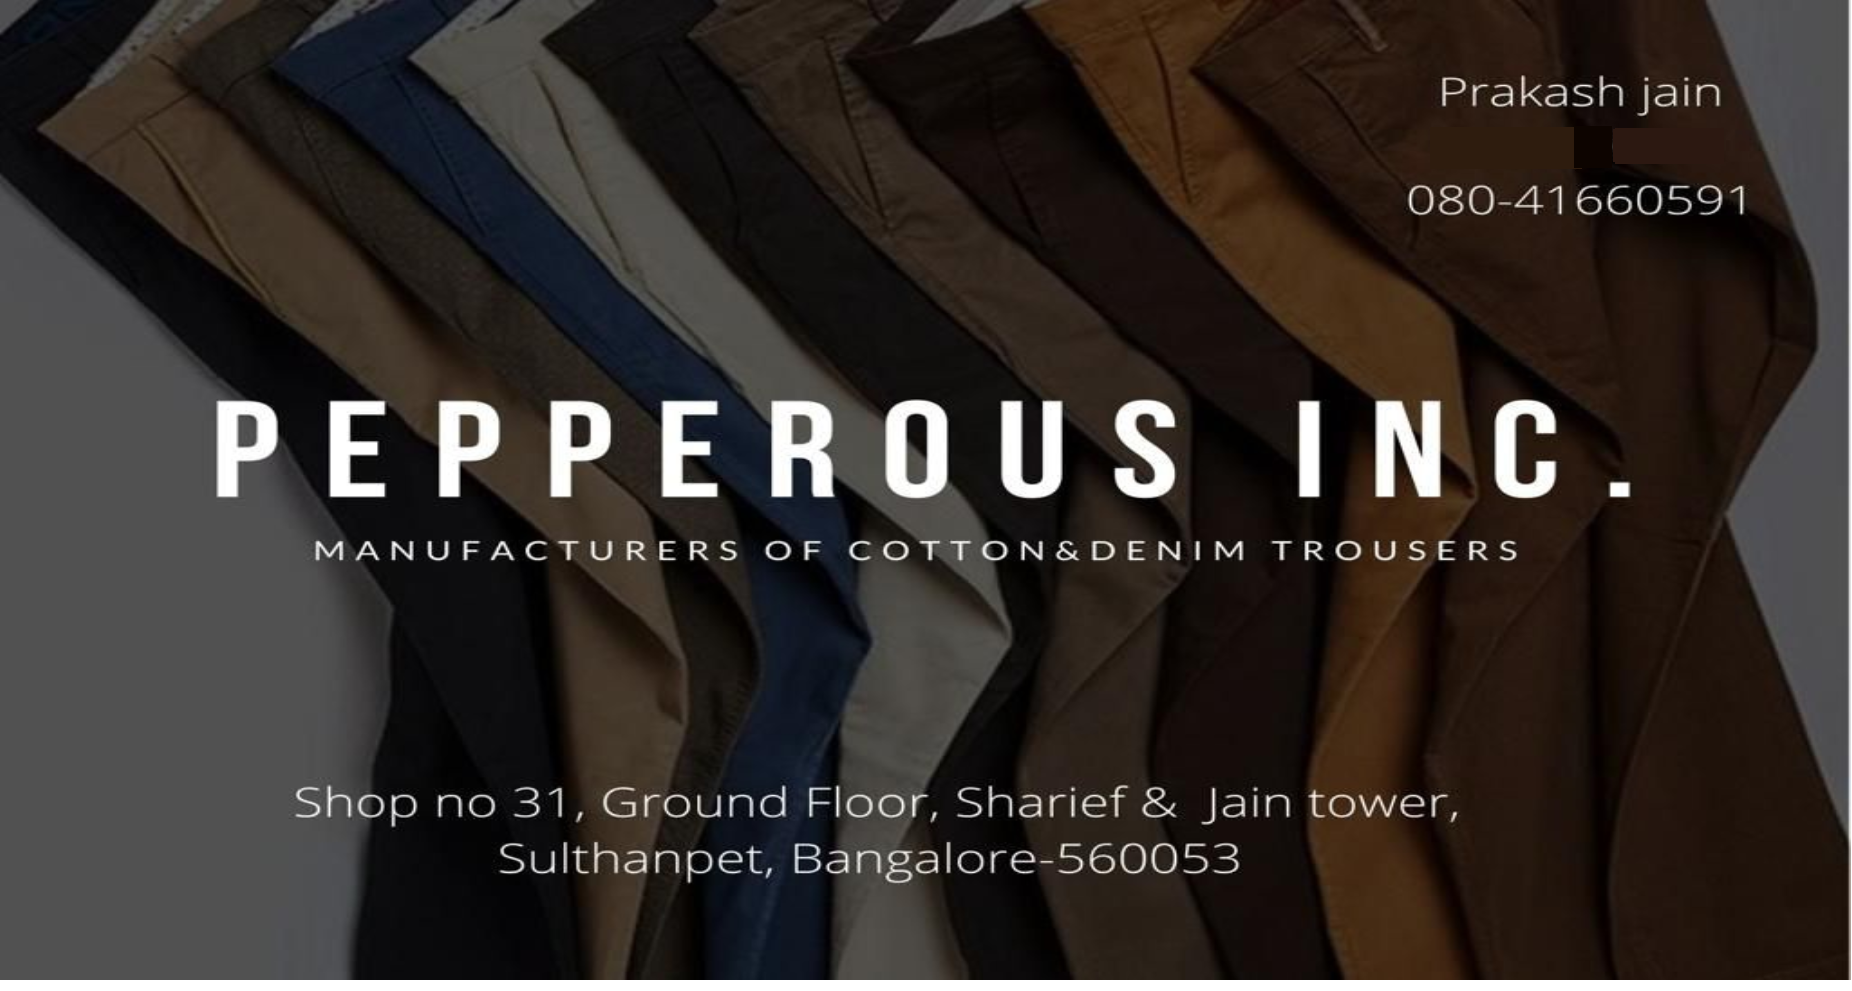 Prakash jain
080-41660591
PEPPEROUS INC.
MANUFACTURERS OF COTTON&DENIM TROUSERS
Shop no 31, Ground Floor, Sharief & Jain tower,
Sulthanpet, Bangalore-560053